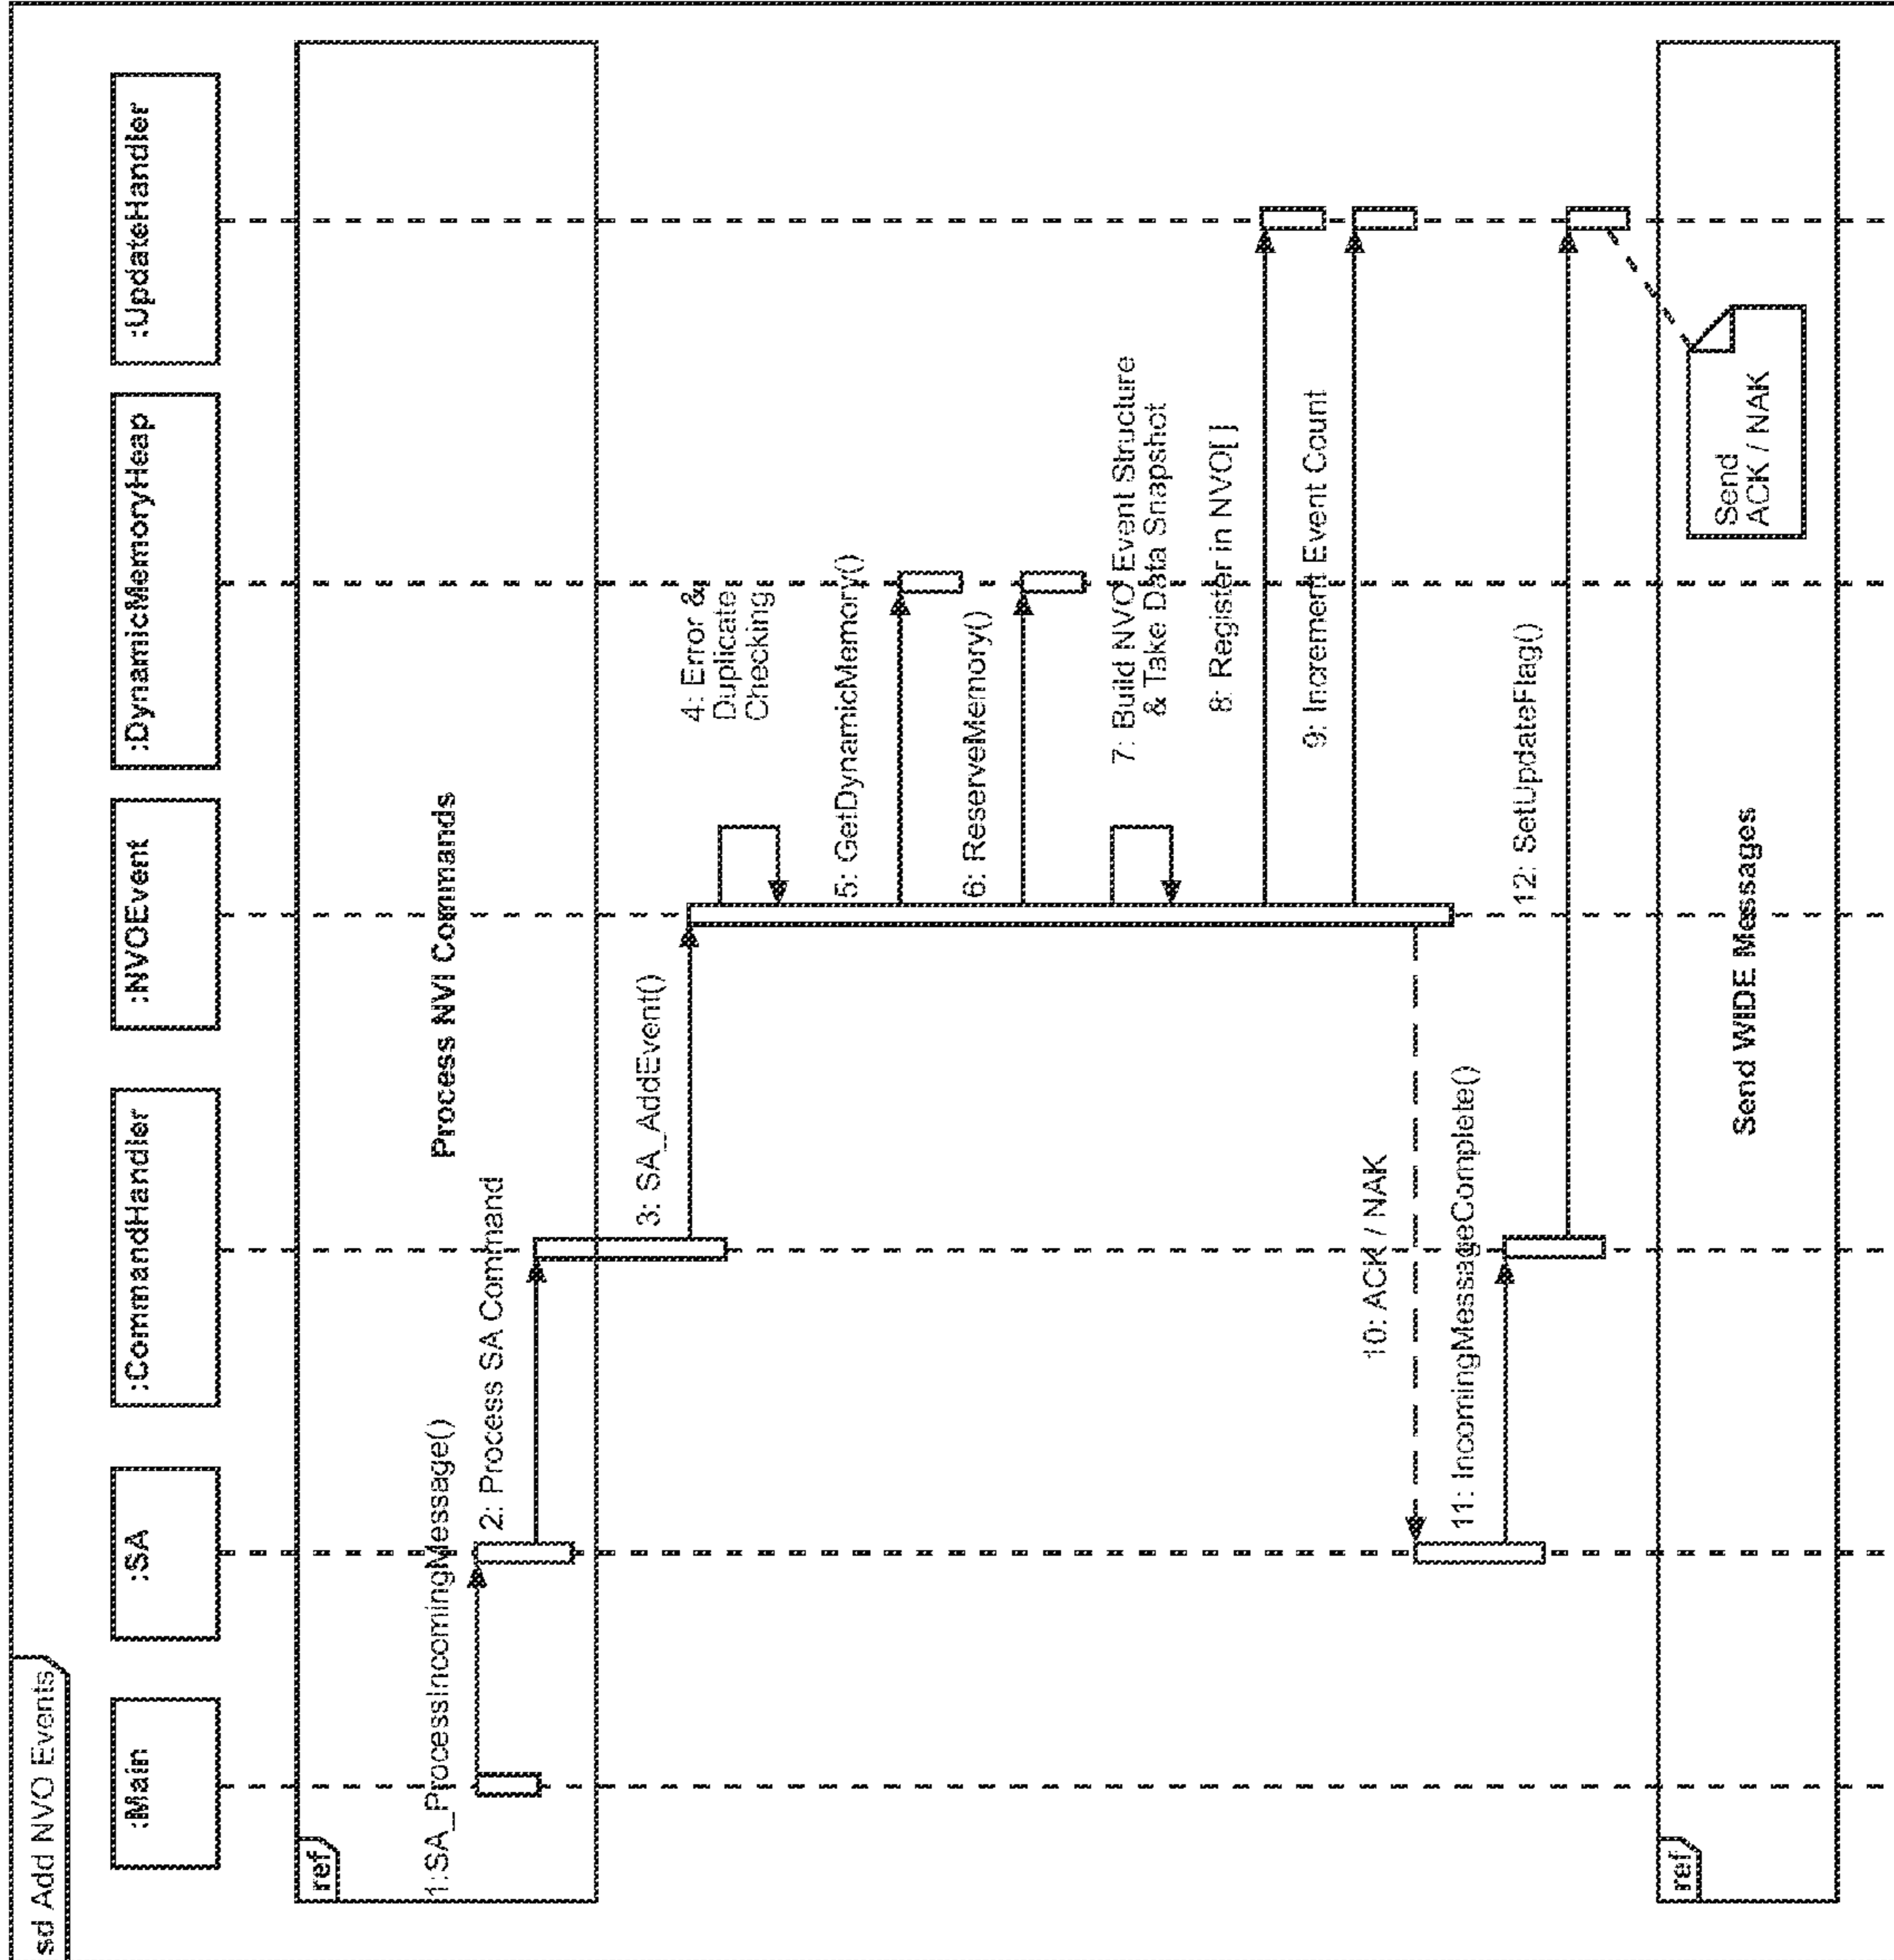 sd Add NVO Events
:Main
:SA
:CommandHandler
:NVOEvent
:DynamicMemoryHeap
:UpdateHandler
ref
Process NVI Commands
1:SA_ProcessIncomingMessage()
2: Process SA Command
3: SA_AddEvent()
4: Error &
Duplicate
Checking
5: GetDynamicMemory()
6: ReserveMemory()
7: Build NVO Event Structure
& Take Data Snapshot
8: Register in NVO[ ]
9: Increment Event Count
10: ACK / NAK
11: IncomingMessageComplete()
12: SetUpdateFlag()
ref
Send WIDE Messages
Send
ACK / NAK